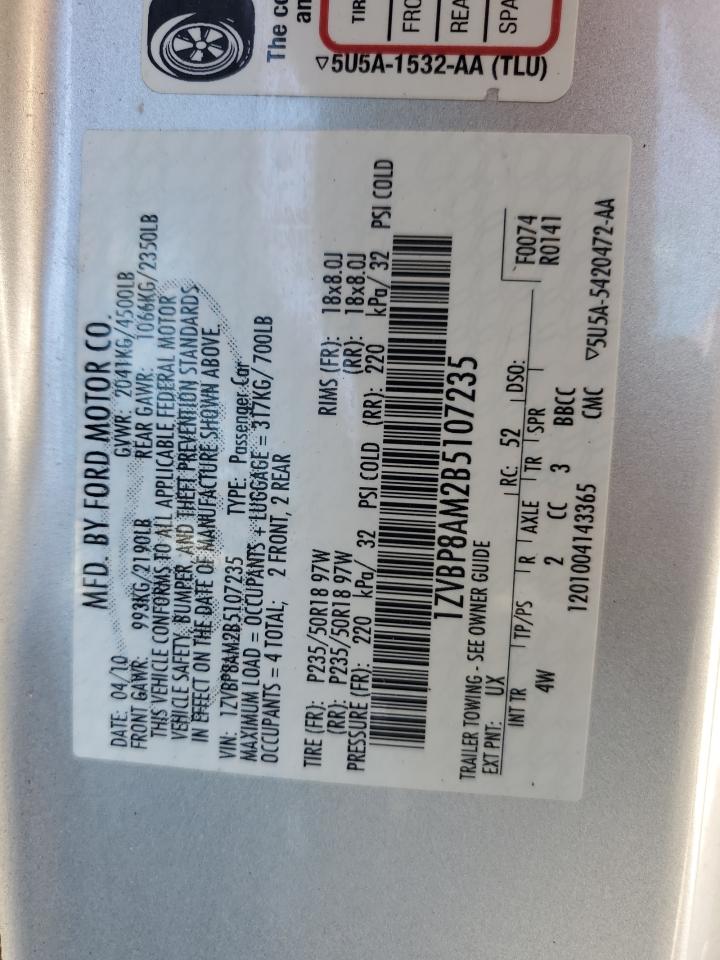 The co
an
TIR
FRO
REA
SPA
▽5U5A-1532-AA (TLU)
MFD. BY FORD MOTOR CO.
DATE: 04/10 GVWR: 2041KG/4500LB
FRONT GAWR: 993KG/2190LB REAR GAWR: 1066KG/2350LB
THIS VEHICLE CONFORMS TO ALL APPLICABLE FEDERAL MOTOR
VEHICLE SAFETY, BUMPER, AND THEFT PREVENTION STANDARDS
IN EFFECT ON THE DATE OF MANUFACTURE SHOWN ABOVE.
VIN: 1ZVBP8AM2B5107235 TYPE: Passenger Car
MAXIMUM LOAD = OCCUPANTS + LUGGAGE = 317KG/700LB
OCCUPANTS = 4 TOTAL; 2 FRONT, 2 REAR
TIRE (FR): P235/50R18 97W RIMS (FR): 18x8.0J
(RR): P235/50R18 97W (RR): 18x8.0J
PRESSURE (FR): 220 kPa/ 32 PSI COLD (RR): 220 kPa/ 32 PSI COLD
1ZVBP8AM2B5107235
TRAILER TOWING - SEE OWNER GUIDE
EXT PNT: UX RC: 52 DSO: F0074
INT TR TP/PS R AXLE TR SPR R0141
4W 2 CC 3 BBCC
1201004143365 CMC ▽5U5A-5420472-AA